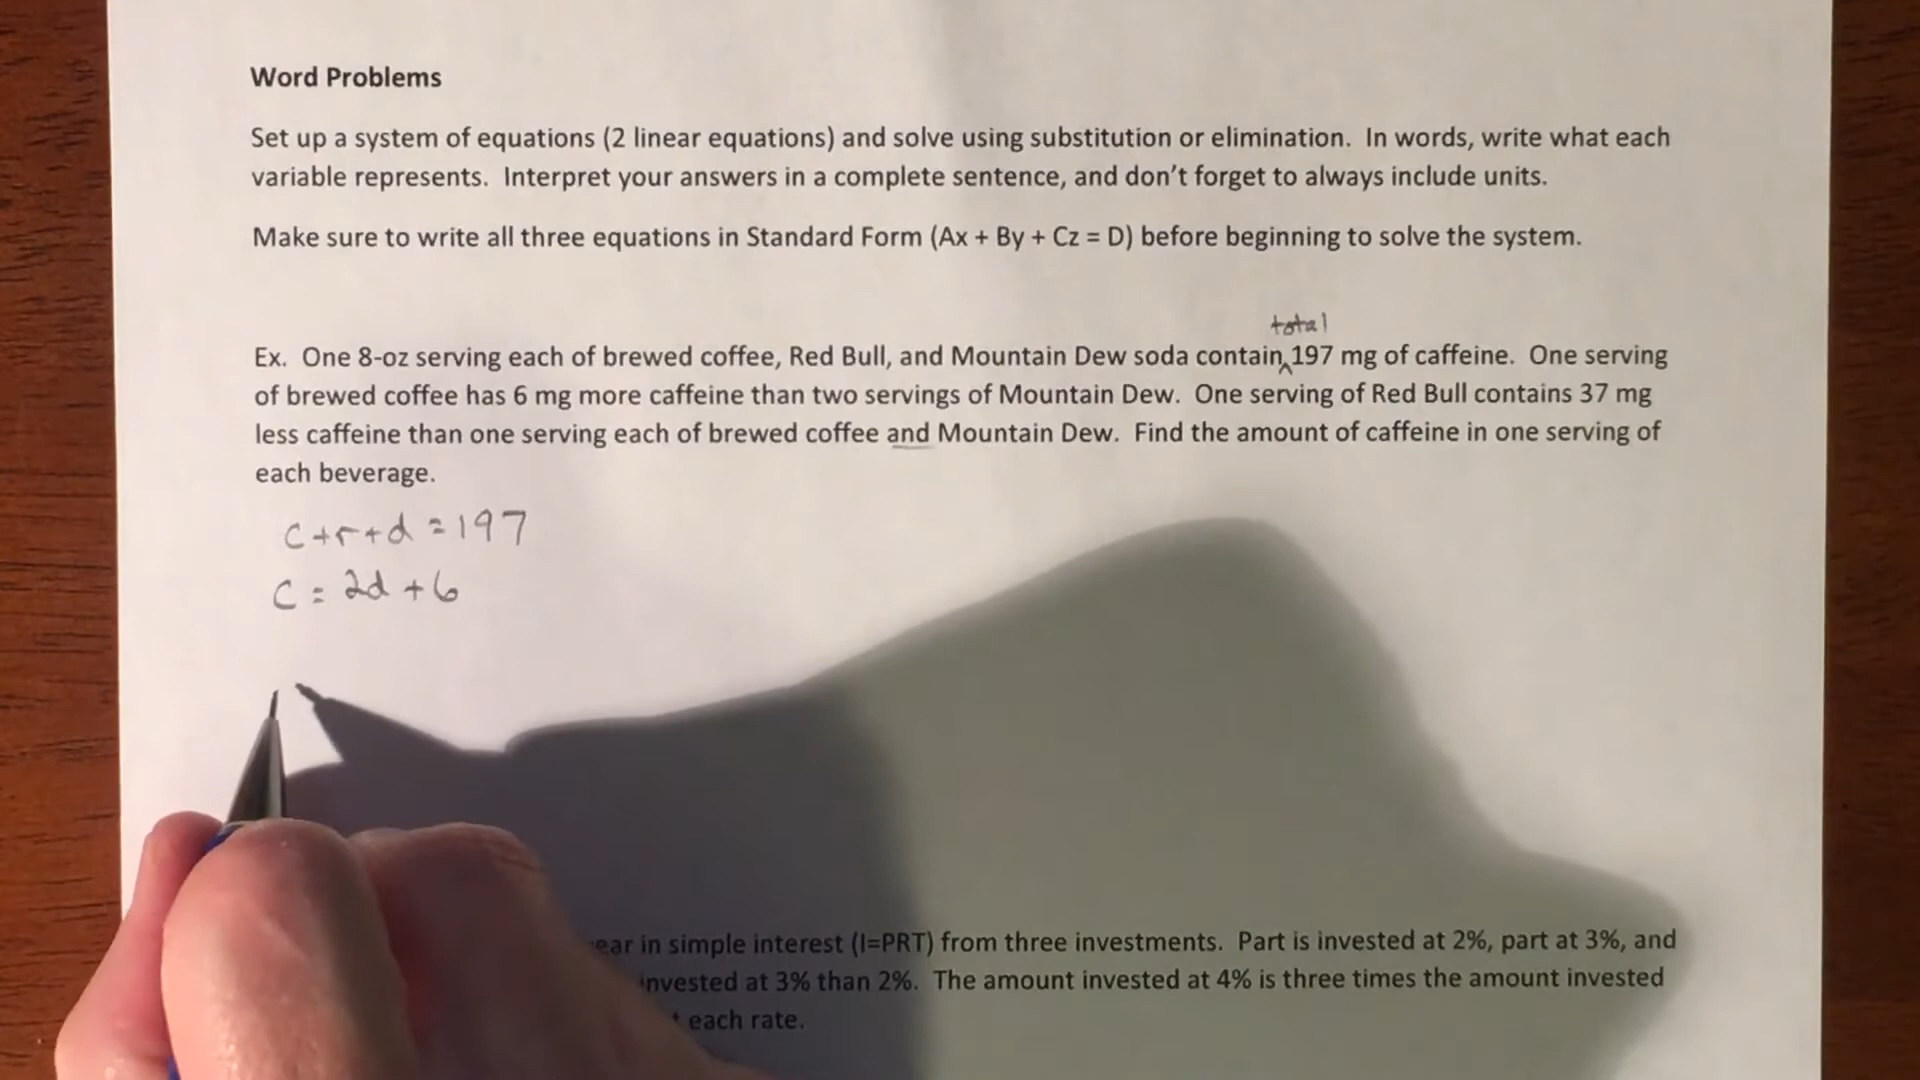 Word Problems
Set up a system of equations (2 linear equations) and solve using substitution or elimination. In words, write what each
variable represents. Interpret your answers in a complete sentence, and don't forget to always include units.
Make sure to write all three equations in Standard Form (Ax + By + Cz = D) before beginning to solve the system.
total
Ex. One 8-oz serving each of brewed coffee, Red Bull, and Mountain Dew soda contain 197 mg of caffeine. One serving
of brewed coffee has 6 mg more caffeine than two servings of Mountain Dew. One serving of Red Bull contains 37 mg
less caffeine than one serving each of brewed coffee and Mountain Dew. Find the amount of caffeine in one serving of
each beverage.
c+r+d = 197
c = 2d + 6
in simple interest (I=PRT) from three investments. Part is invested at 2%, part at 3%, and
invested at 3% than 2%. The amount invested at 4% is three times the amount invested
each rate.